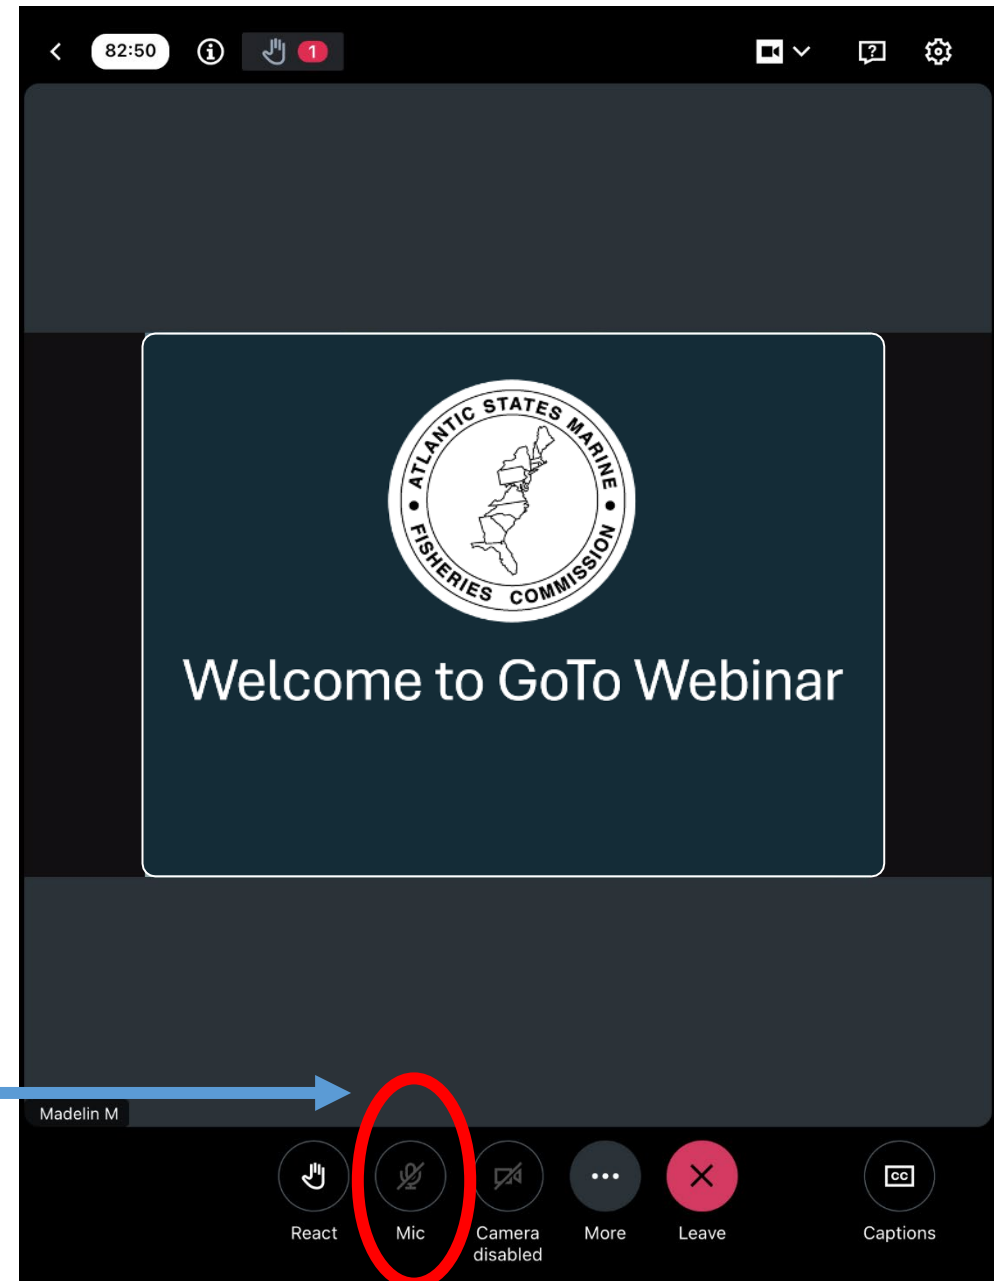 82:50
1
ATLANTIC STATES MARINE
FISHERIES COMMISSION
Welcome to GoTo Webinar
Madelin M
CC
React
Mic
Camera
disabled
More
Leave
Captions